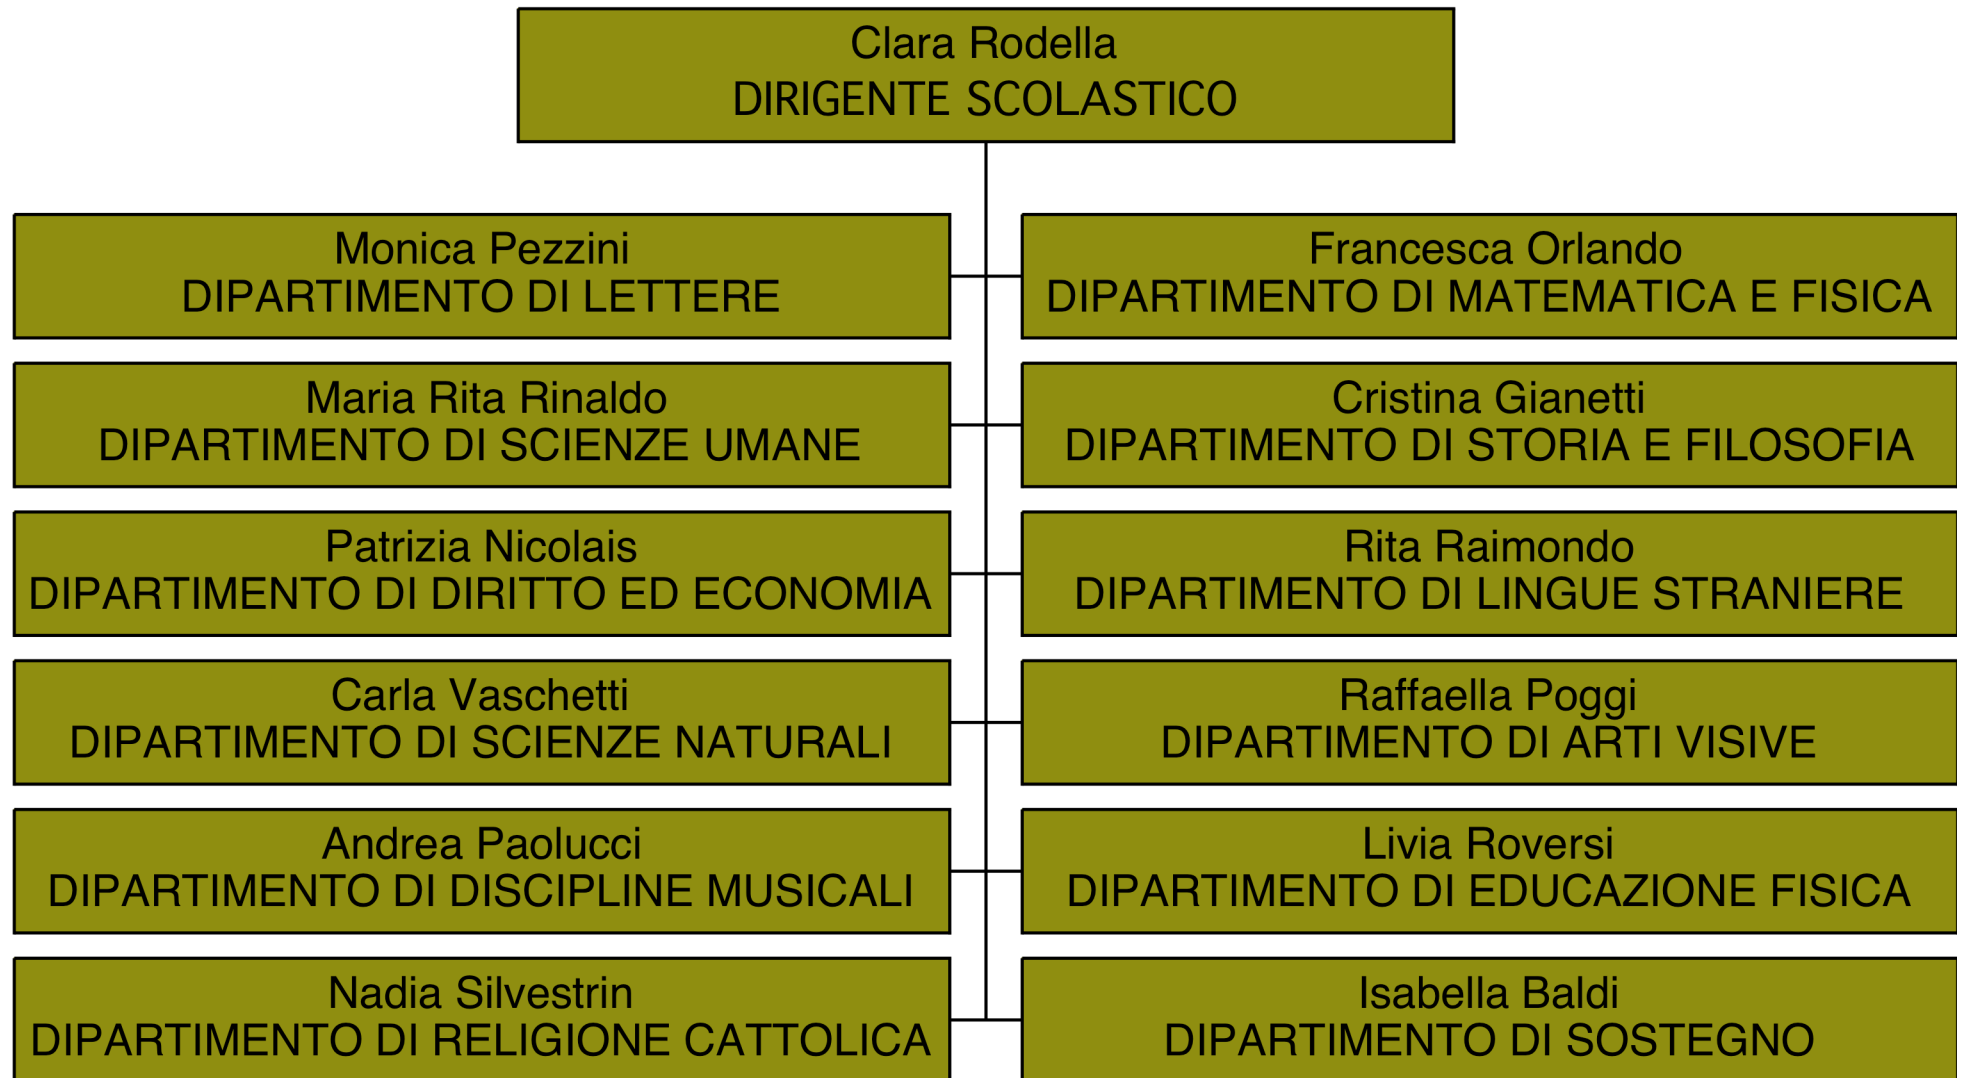 Clara Rodella
DIRIGENTE SCOLASTICO
Monica Pezzini
DIPARTIMENTO DI LETTERE
Francesca Orlando
DIPARTIMENTO DI MATEMATICA E FISICA
Maria Rita Rinaldo
DIPARTIMENTO DI SCIENZE UMANE
Cristina Gianetti
DIPARTIMENTO DI STORIA E FILOSOFIA
Patrizia Nicolais
DIPARTIMENTO DI DIRITTO ED ECONOMIA
Rita Raimondo
DIPARTIMENTO DI LINGUE STRANIERE
Carla Vaschetti
DIPARTIMENTO DI SCIENZE NATURALI
Raffaella Poggi
DIPARTIMENTO DI ARTI VISIVE
Andrea Paolucci
DIPARTIMENTO DI DISCIPLINE MUSICALI
Livia Roversi
DIPARTIMENTO DI EDUCAZIONE FISICA
Nadia Silvestrin
DIPARTIMENTO DI RELIGIONE CATTOLICA
Isabella Baldi
DIPARTIMENTO DI SOSTEGNO